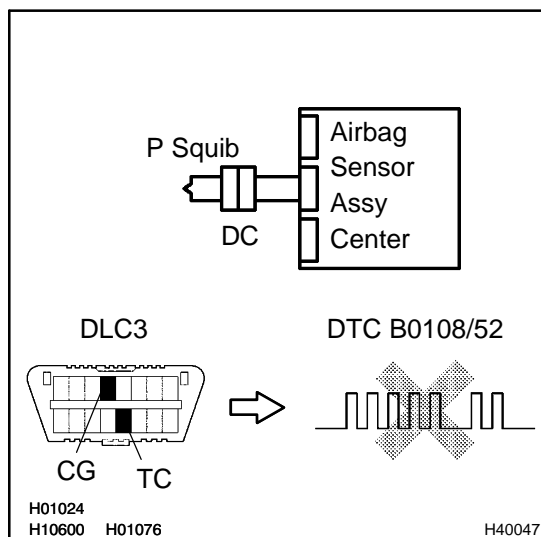 P Squib
DC
Airbag
Sensor
Assy
Center
DLC3
DTC B0108/52
CG
TC
H01024
H10600 H01076
H40047